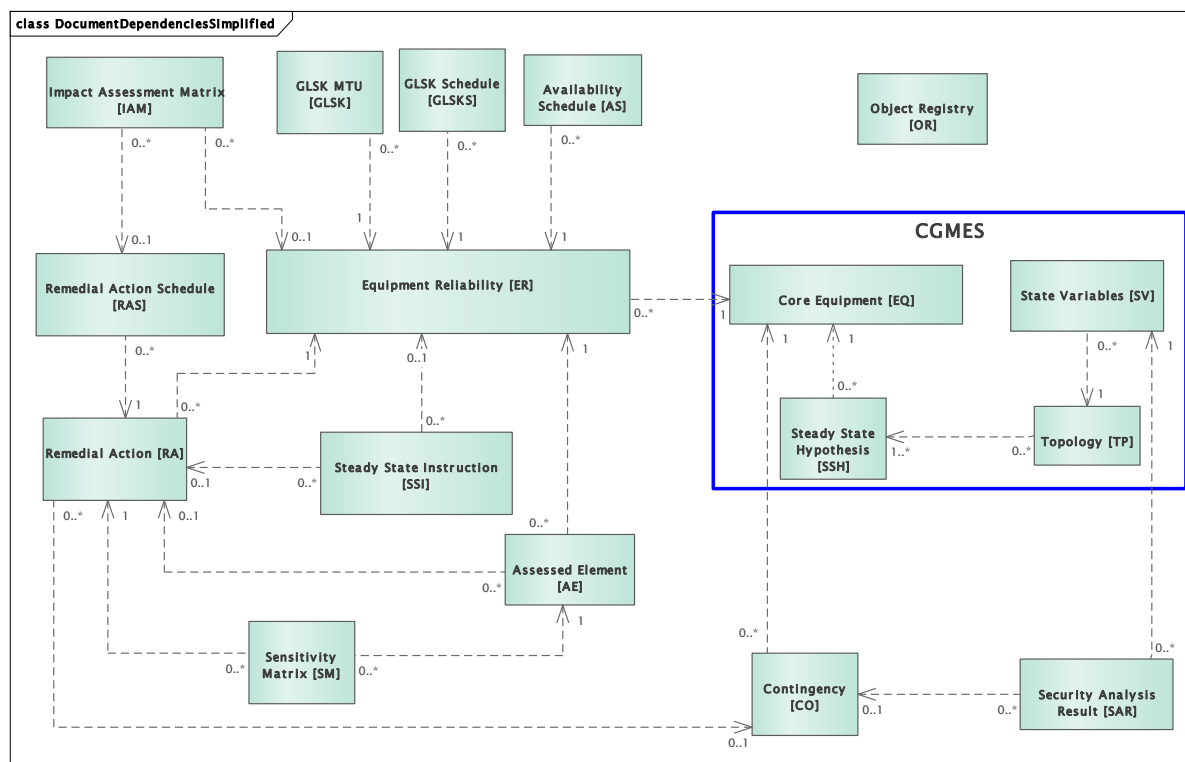 class DocumentDependenciesSimplified
Impact Assessment Matrix
[IAM]
GLSK MTU
[GLSK]
GLSK Schedule
[GLSKS]
Availability
Schedule [AS]
Object Registry
[OR]
0..*
0..*
0..*
0..*
0..*
0..1
1
0..1
1
1
CGMES
Remedial Action Schedule
[RAS]
Equipment Reliability [ER]
Core Equipment [EQ]
State Variables [SV]
0..*
1
0..*
1
0..1
1
1
1
0..*
1
0..*
1
1
0..*
0..*
0..*
Remedial Action [RA]
Steady State Instruction
[SSI]
Steady State
Hypothesis
[SSH]
Topology [TP]
1..*
0..*
0..1
0..*
0..*
1
0..1
0..*
Assessed Element
[AE]
0..*
1
Sensitivity
Matrix [SM]
0..*
0..*
0..*
0..*
Contingency
[CO]
Security Analysis
Result [SAR]
0..1
0..*
0..1